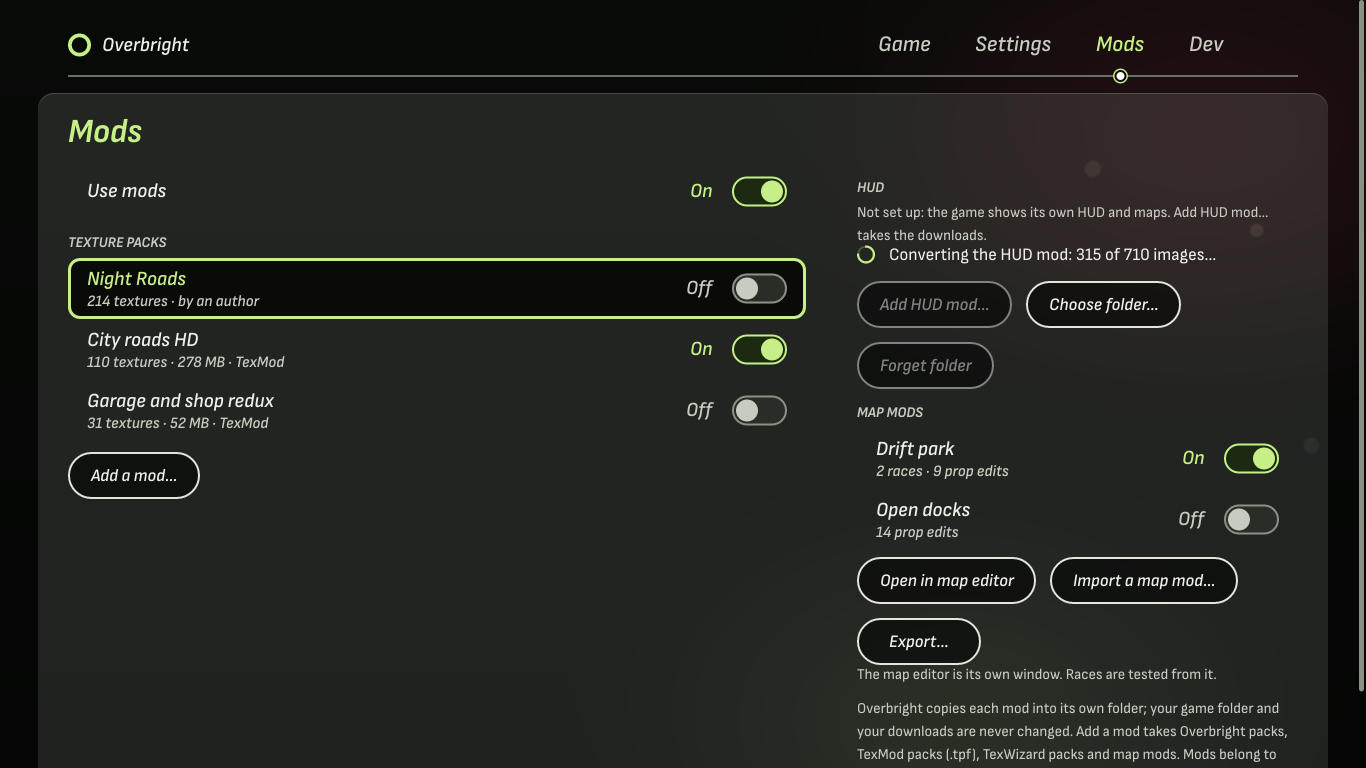 Overbright
Game
Settings
Mods
Dev
Mods
Use mods
On
TEXTURE PACKS
Night Roads
214 textures · by an author
Off
City roads HD
110 textures · 278 MB · TexMod
On
Garage and shop redux
31 textures · 52 MB · TexMod
Off
Add a mod...
HUD
Not set up: the game shows its own HUD and maps. Add HUD mod...
takes the downloads.
Converting the HUD mod: 315 of 710 images...
Add HUD mod...
Choose folder...
Forget folder
MAP MODS
Drift park
2 races · 9 prop edits
On
Open docks
14 prop edits
Off
Open in map editor
Import a map mod...
Export...
The map editor is its own window. Races are tested from it.
Overbright copies each mod into its own folder; your game folder and
your downloads are never changed. Add a mod takes Overbright packs,
TexMod packs (.tpf), TexWizard packs and map mods. Mods belong to